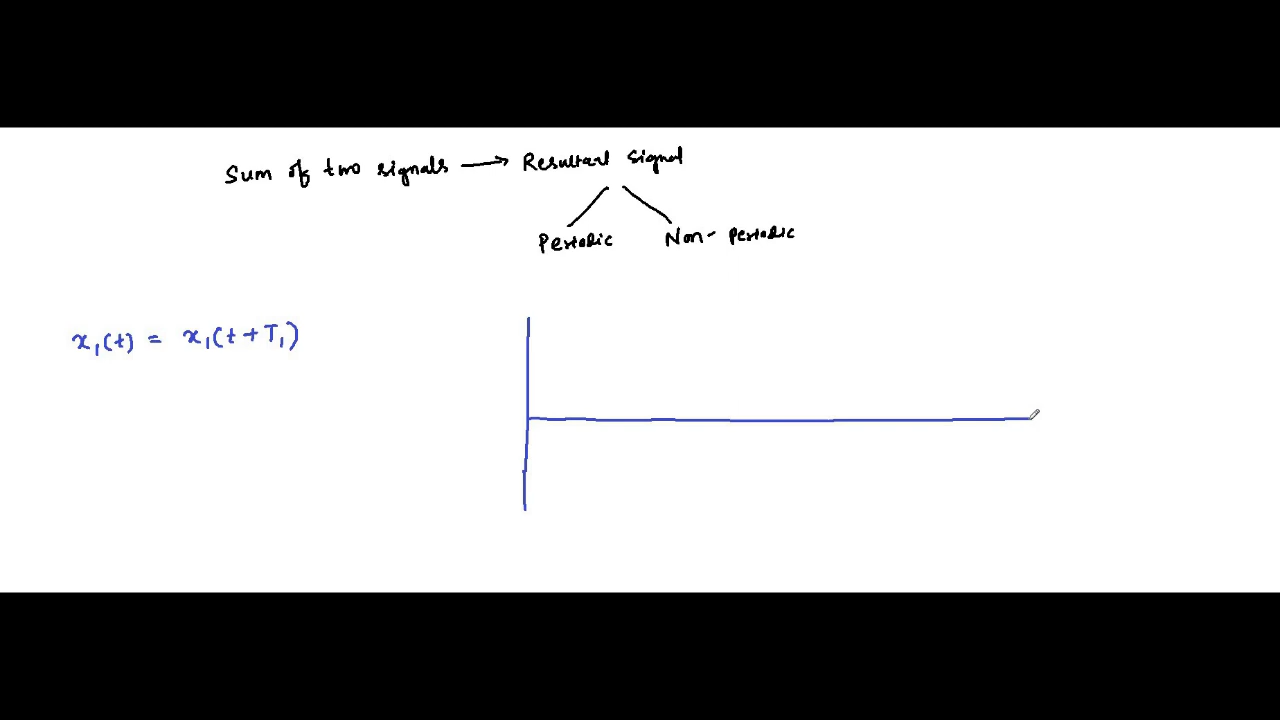 Sum of two signals → Resultant signal
Periodic Non-periodic
x₁(t) = x₁(t+T₁)